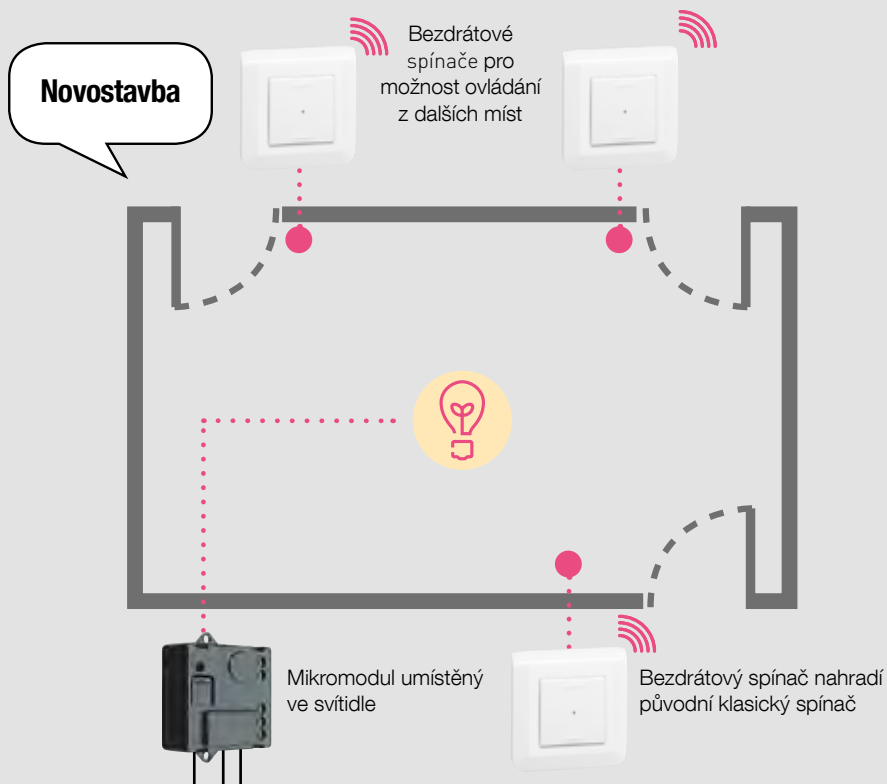 Novostavba
Bezdrátové
spínače pro
možnost ovládání
z dalších míst
Mikromodul umístěný
ve svítidle
Bezdrátový spínač nahradí
původní klasický spínač